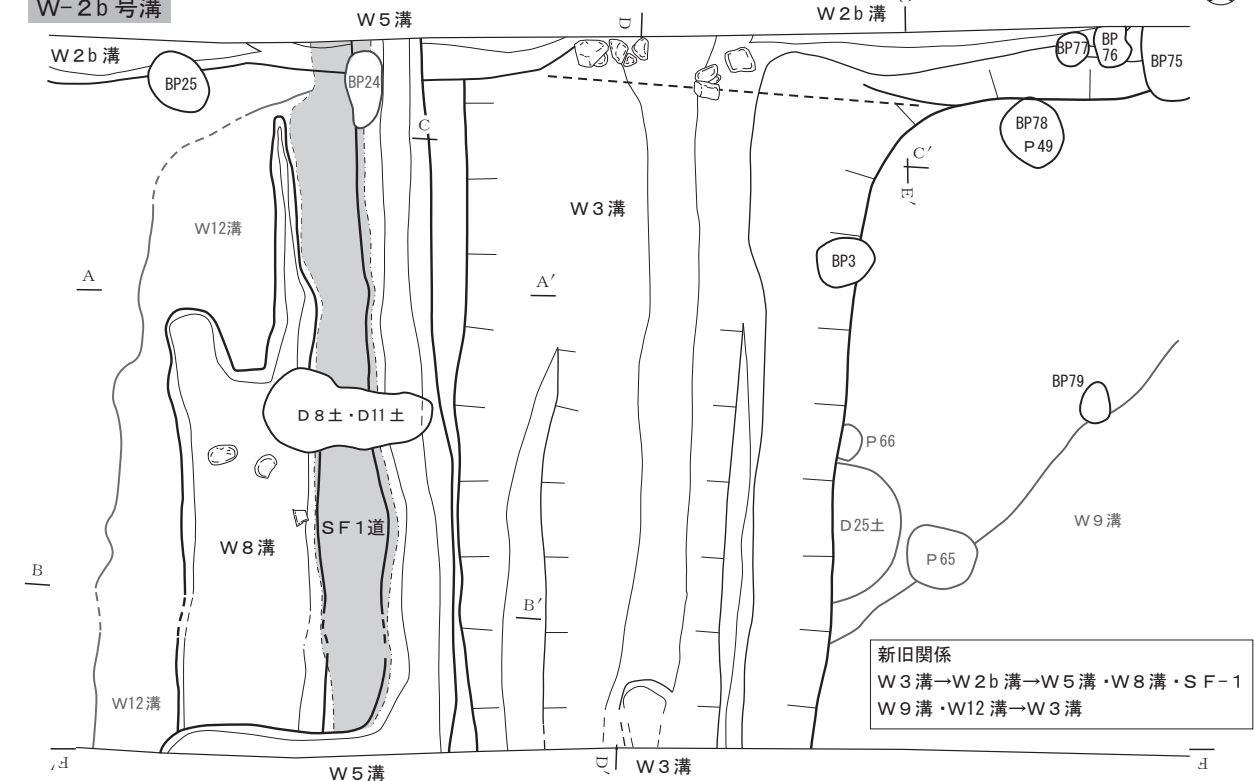 W-2b号溝
W5溝
D
W2b溝
W2b溝
BP25
BP24
BP77
BP
76
BP75
C
BP78
P49
C′
E′
W12溝
W3溝
A
A′
BP3
BP79
D8土・D11土
P66
SF1道
D25土
W9溝
W8溝
P65
B
B′
W12溝
新旧関係
W3溝→W2b溝→W5溝・W8溝・SF-1
W9溝・W12溝→W3溝
W5溝
D′
W3溝